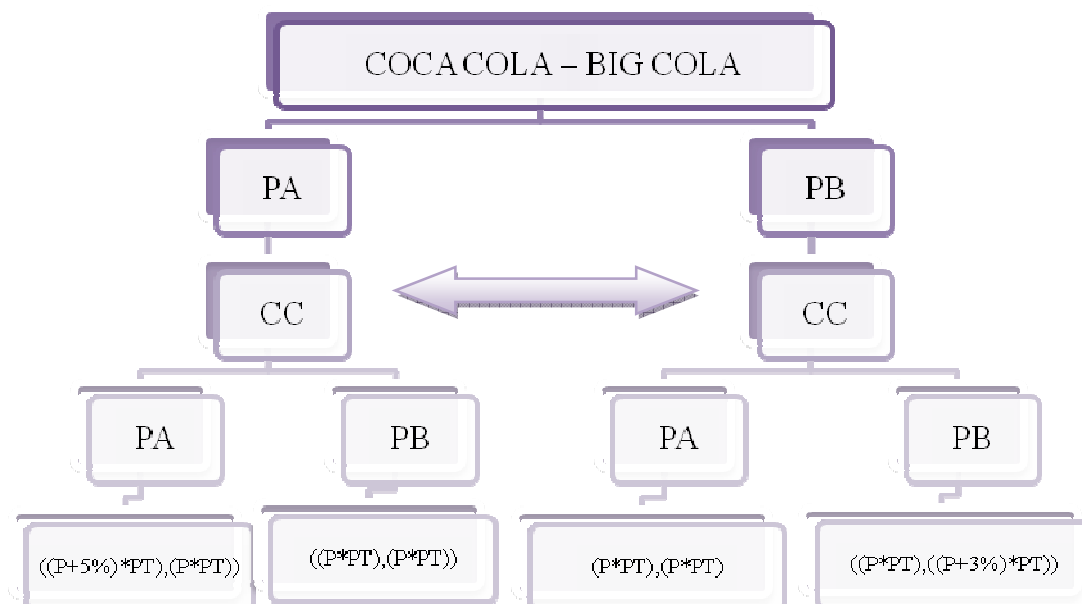 COCA COLA – BIG COLA
PA
PB
CC
CC
PA
PB
PA
PB
((P+5%)*PT),(P*PT))
((P*PT),(P*PT))
(P*PT),(P*PT)
((P*PT),((P+3%)*PT))